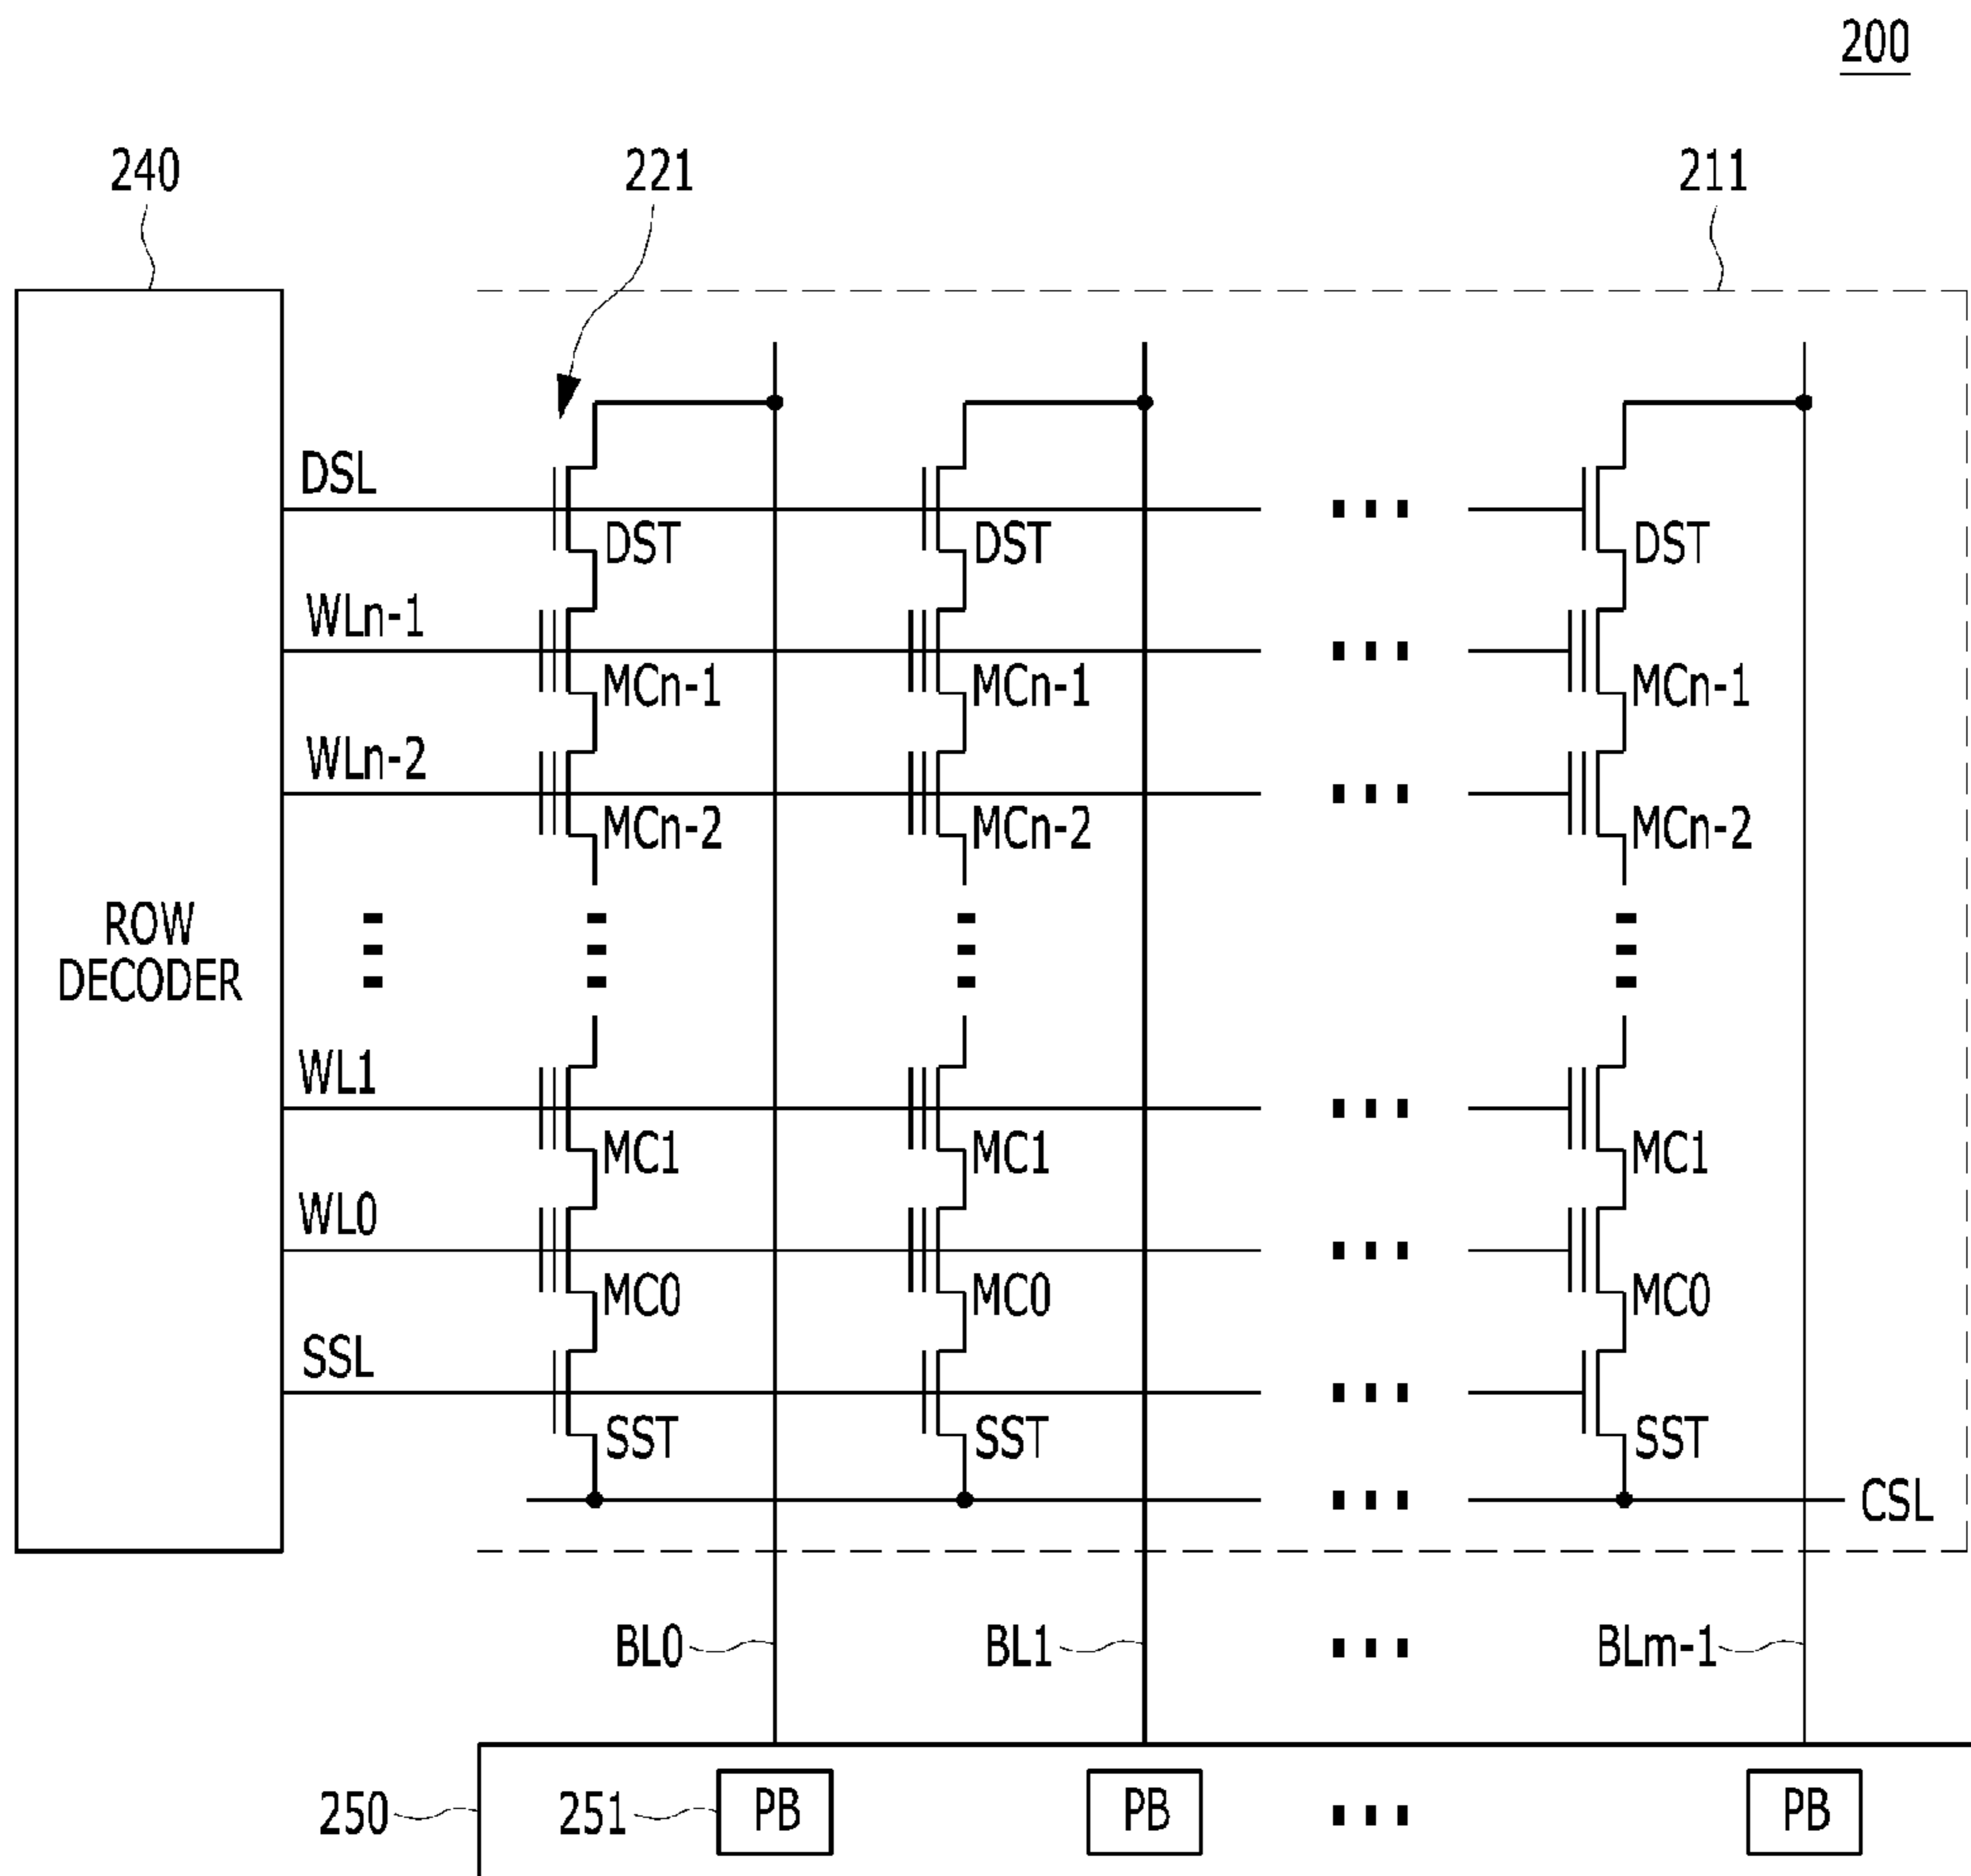 200
240 221 211
DSL
DST DST DST
WLn-1
MCn-1 MCn-1 MCn-1
WLn-2
MCn-2 MCn-2 MCn-2
ROW
DECODER
WL1
MC1 MC1 MC1
WL0
MC0 MC0 MC0
SSL
SST SST SST
CSL
BL0 BL1 BLm-1
250 251 PB PB PB